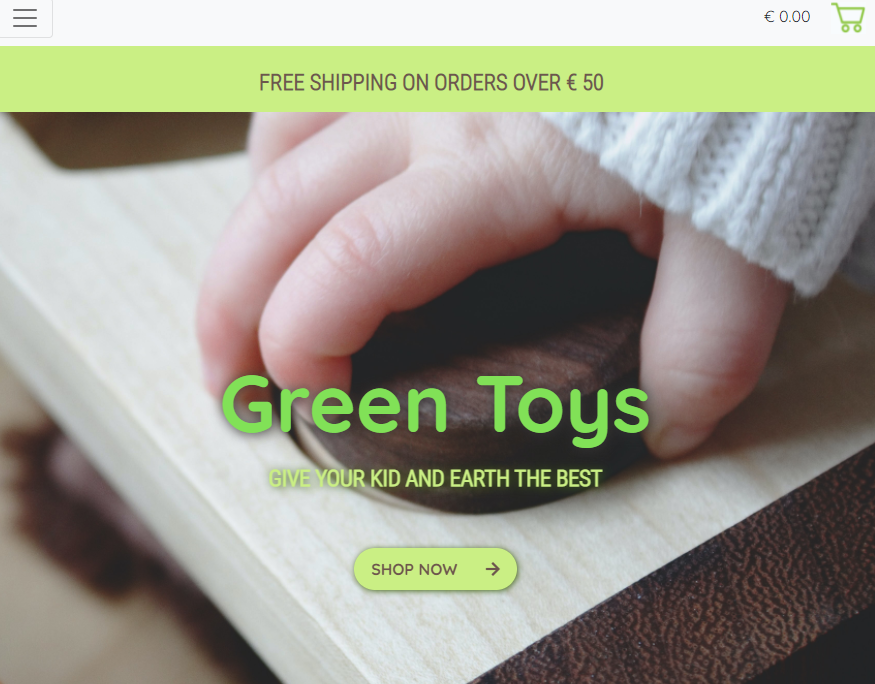 € 0.00
FREE SHIPPING ON ORDERS OVER € 50
Green Toys
GIVE YOUR KID AND EARTH THE BEST
SHOP NOW